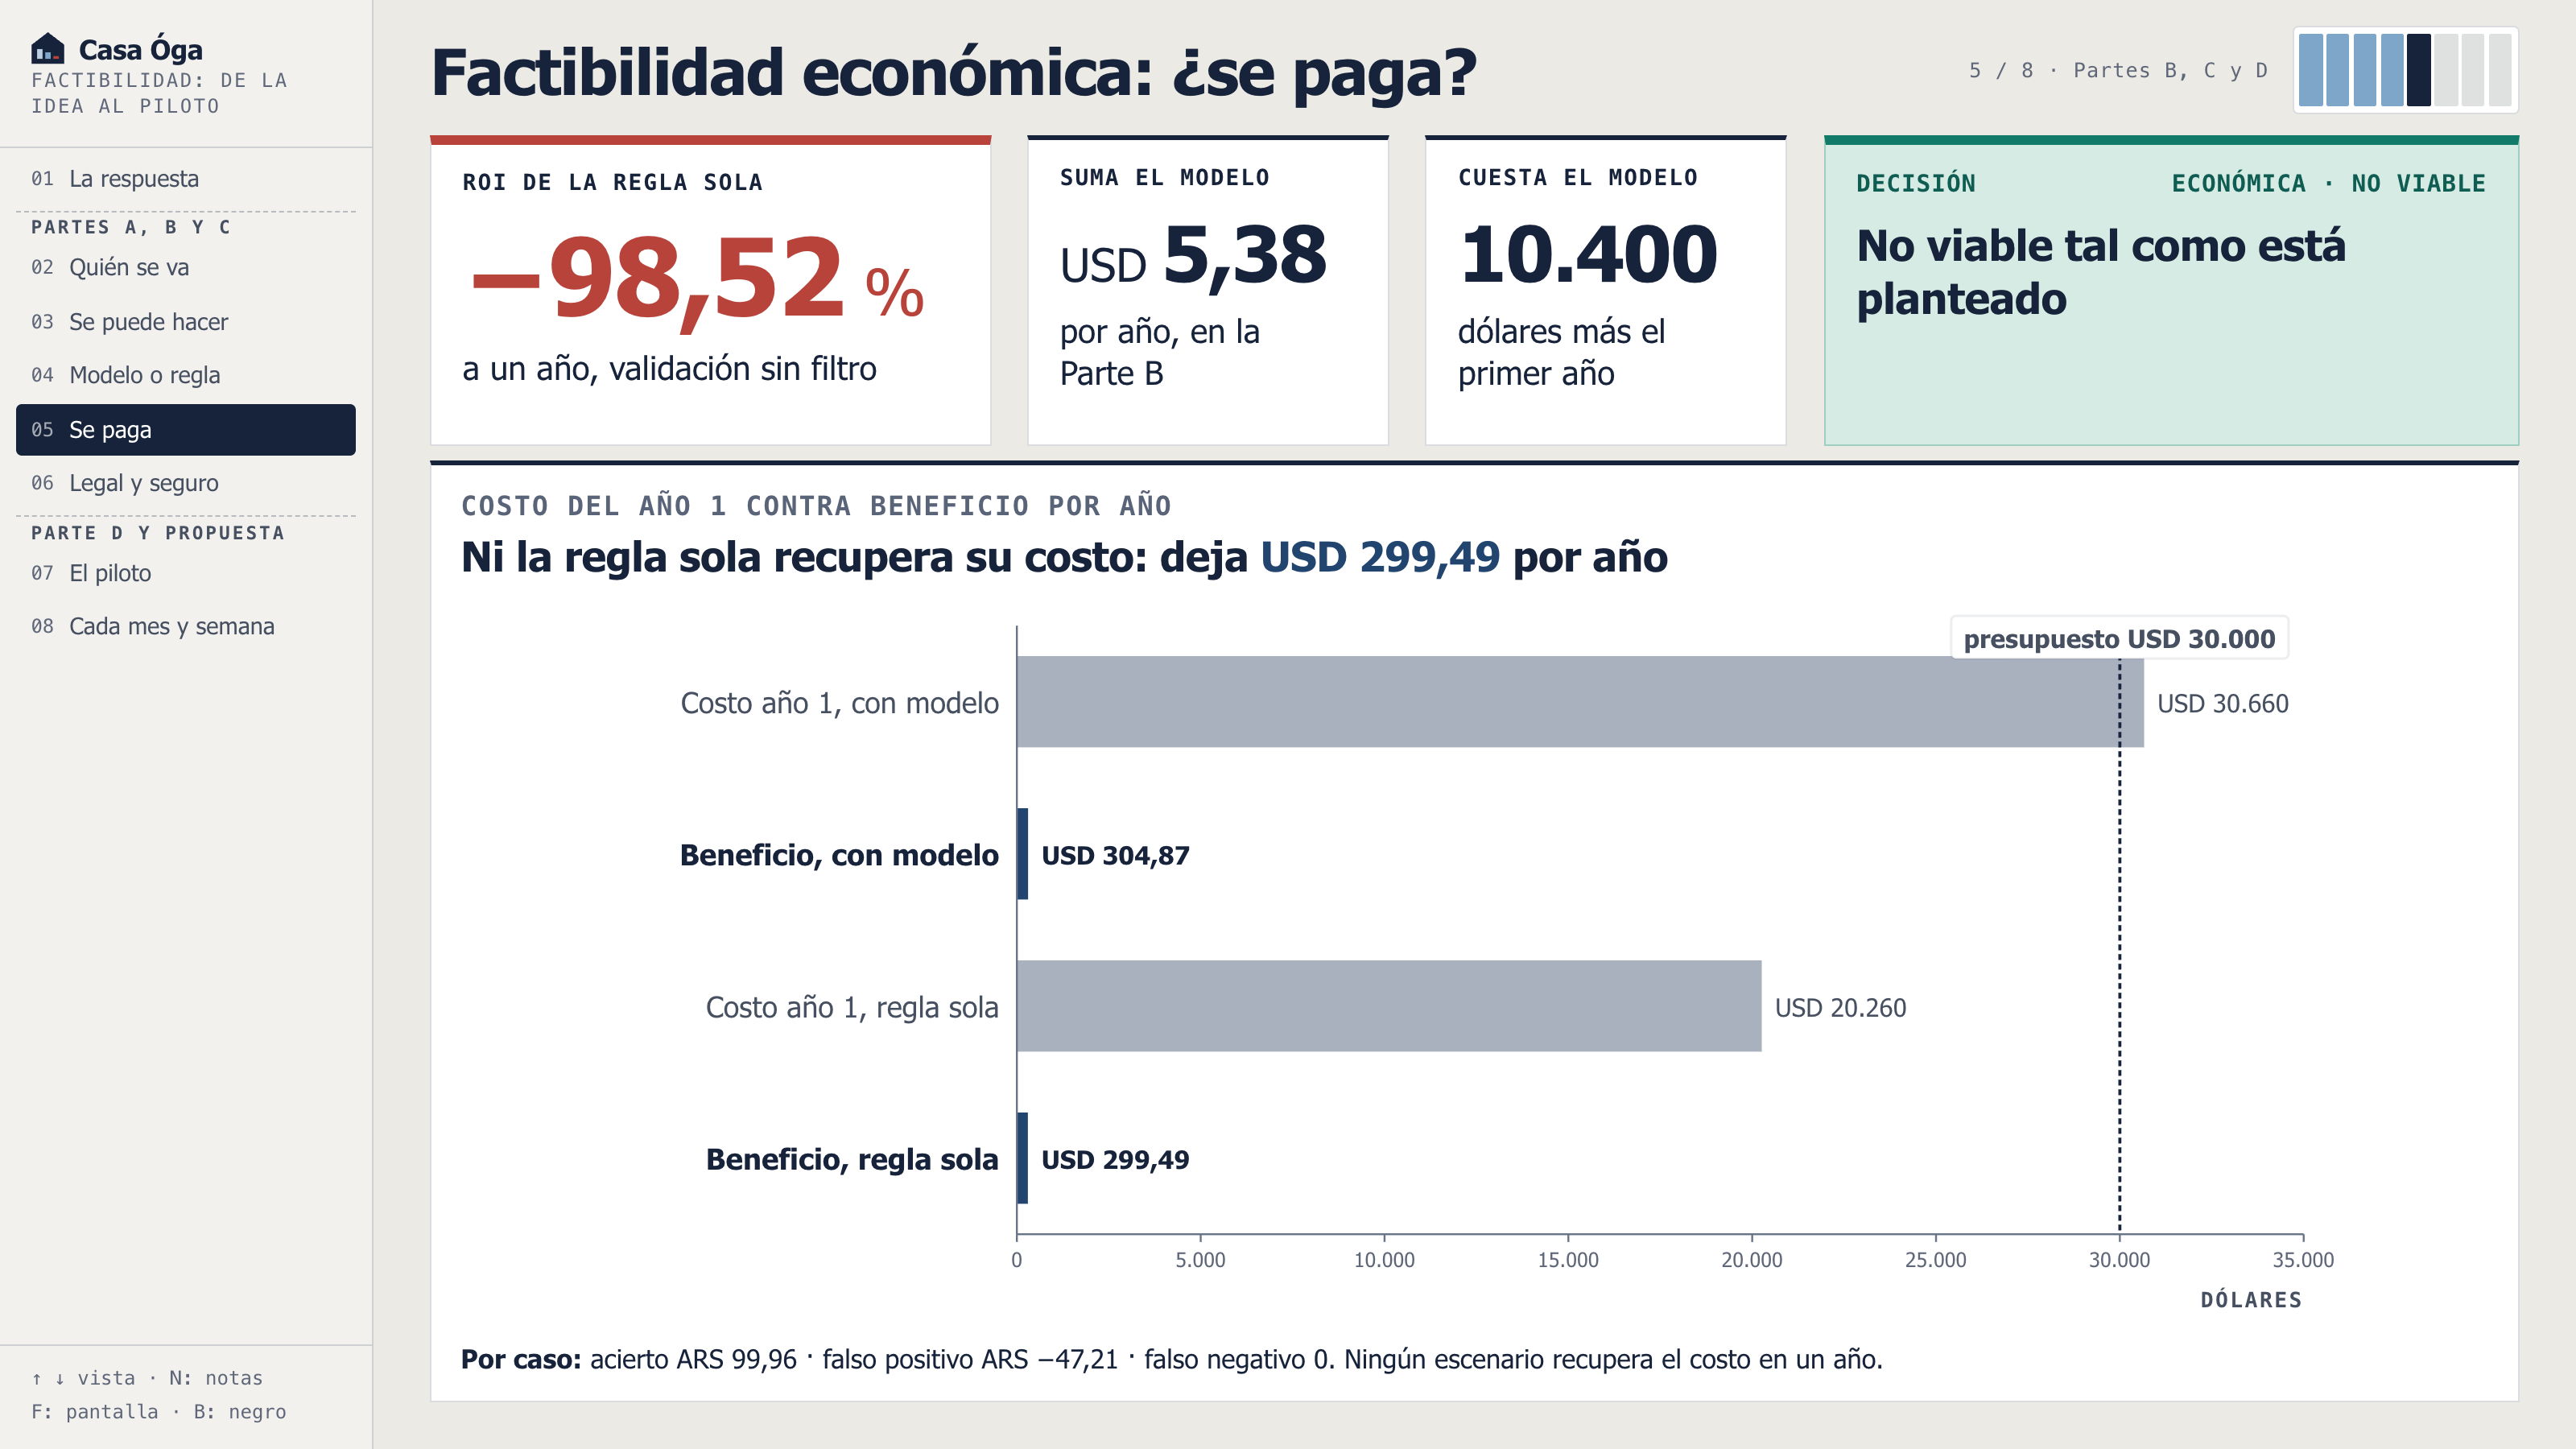 Casa Óga
FACTIBILIDAD: DE LA
IDEA AL PILOTO
01 La respuesta
PARTES A, B Y C
02 Quién se va
03 Se puede hacer
04 Modelo o regla
05 Se paga
06 Legal y seguro
PARTE D Y PROPUESTA
07 El piloto
08 Cada mes y semana
↑ ↓ vista · N: notas
F: pantalla · B: negro
Factibilidad económica: ¿se paga?
5 / 8 · Partes B, C y D
ROI DE LA REGLA SOLA
−98,52 %
a un año, validación sin filtro
SUMA EL MODELO
USD 5,38
por año, en la
Parte B
CUESTA EL MODELO
10.400
dólares más el
primer año
DECISIÓN
ECONÓMICA · NO VIABLE
No viable tal como está
planteado
COSTO DEL AÑO 1 CONTRA BENEFICIO POR AÑO
Ni la regla sola recupera su costo: deja USD 299,49 por año
presupuesto USD 30.000
Costo año 1, con modelo
USD 30.660
Beneficio, con modelo
USD 304,87
Costo año 1, regla sola
USD 20.260
Beneficio, regla sola
USD 299,49
0
5.000
10.000
15.000
20.000
25.000
30.000
35.000
DÓLARES
Por caso: acierto ARS 99,96 · falso positivo ARS −47,21 · falso negativo 0. Ningún escenario recupera el costo en un año.